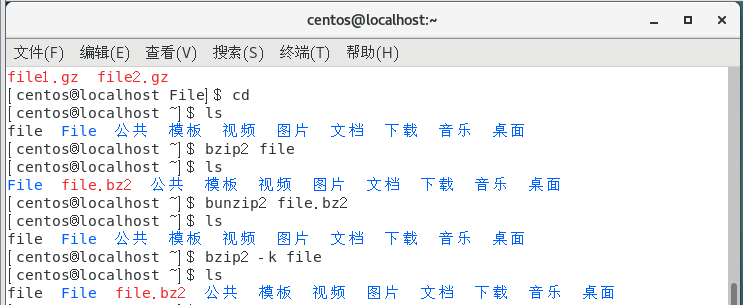 centos@localhost:~
文件(F) 编辑(E) 查看(V) 搜索(S) 终端(T) 帮助(H)
file1.gz file2.gz
[centos@localhost File]$ cd
[centos@localhost ~]$ ls
file File 公共 模板 视频 图片 文档 下载 音乐 桌面
[centos@localhost ~]$ bzip2 file
[centos@localhost ~]$ ls
File file.bz2 公共 模板 视频 图片 文档 下载 音乐 桌面
[centos@localhost ~]$ bunzip2 file.bz2
[centos@localhost ~]$ ls
file File 公共 模板 视频 图片 文档 下载 音乐 桌面
[centos@localhost ~]$ bzip2 -k file
[centos@localhost ~]$ ls
file File file.bz2 公共 模板 视频 图片 文档 下载 音乐 桌面